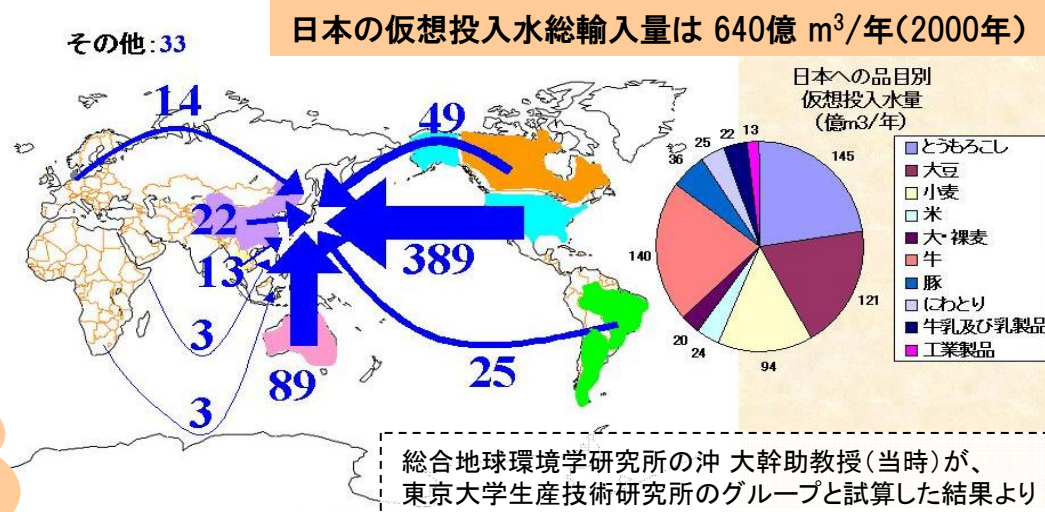 日本の仮想投入水総輸入量は 640億 m³/年(2000年)
その他:33
14
49
22
13
389
3
3
89
25
日本への品目別
仮想投入水量
(億m3/年)
13
22
25
36
145
140
121
20
24
94
とうもろこし
大豆
小麦
米
大・裸麦
牛
豚
にわとり
牛乳及び乳製品
工業製品
総合地球環境学研究所の沖 大幹助教授(当時)が、
東京大学生産技術研究所のグループと試算した結果より